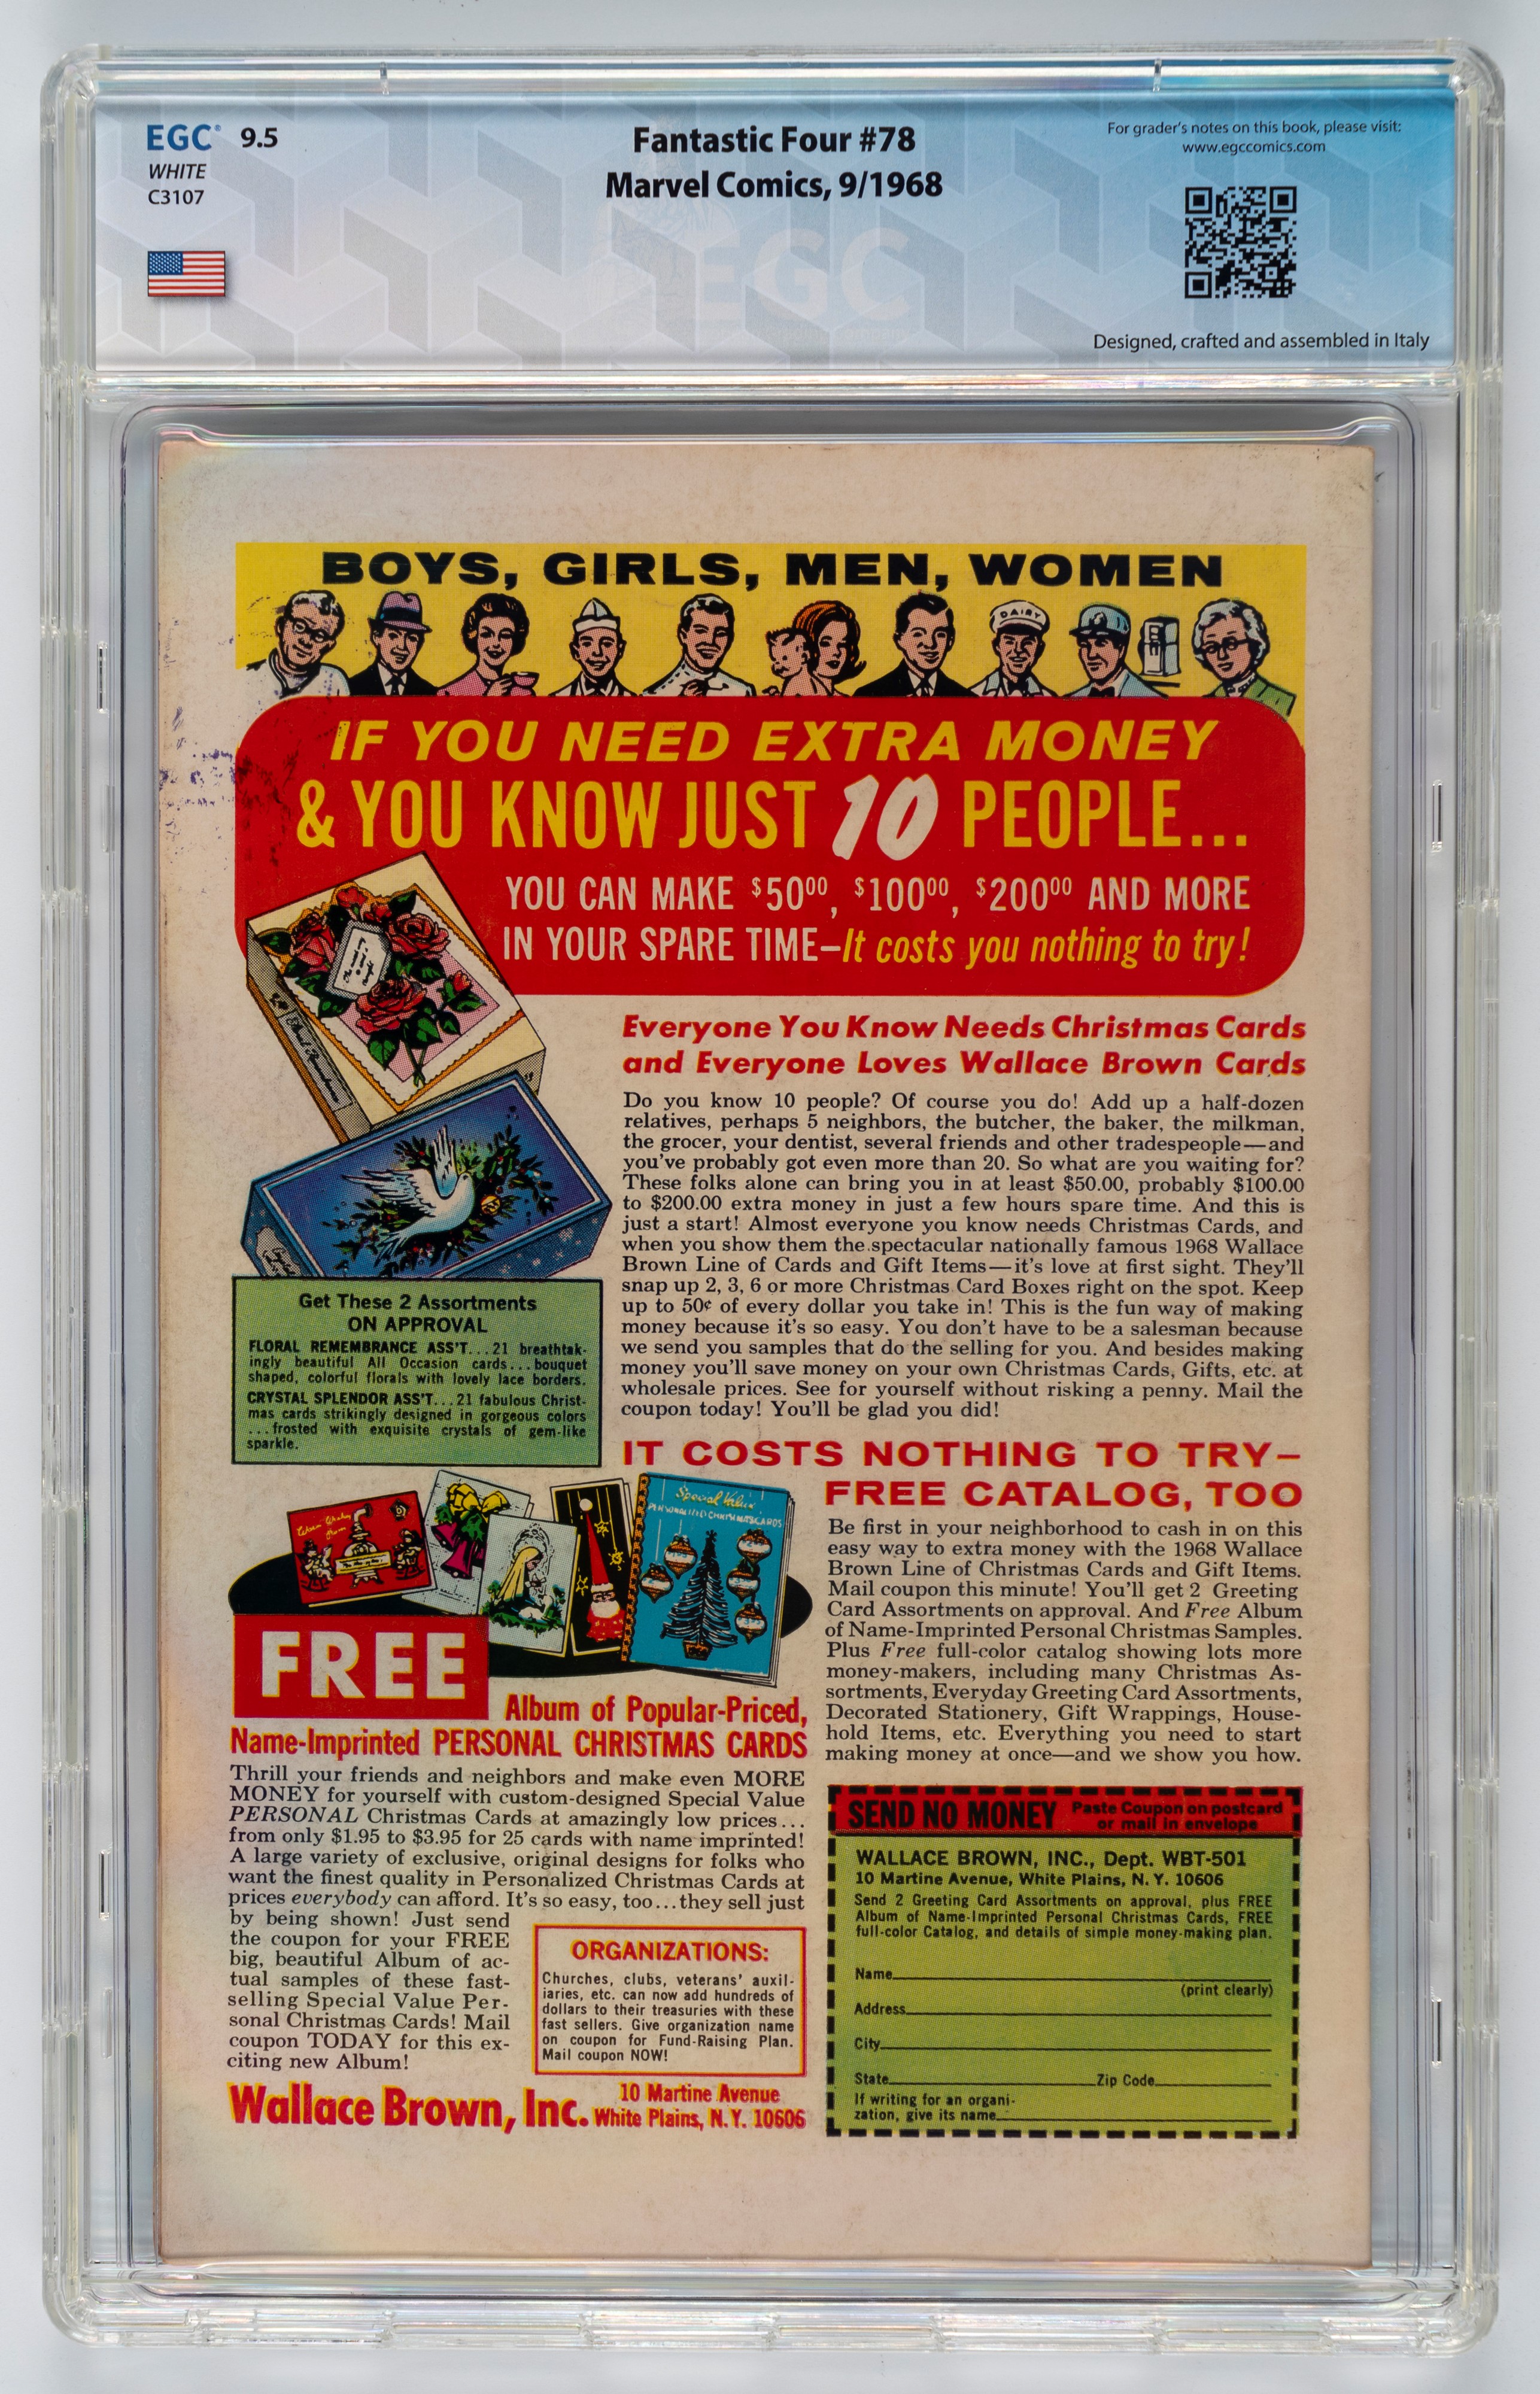 EGC® 9.5
WHITE
C3107
Fantastic Four #78
Marvel Comics, 9/1968
For grader's notes on this book, please visit:
www.egccomics.com
EGC
Designed, crafted and assembled in Italy
BOYS, GIRLS, MEN, WOMEN
DAIRY
IF YOU NEED EXTRA MONEY
& YOU KNOW JUST 10 PEOPLE...
YOU CAN MAKE $50⁰⁰, $100⁰⁰, $200⁰⁰ AND MORE
IN YOUR SPARE TIME—It costs you nothing to try!
Everyone You Know Needs Christmas Cards
and Everyone Loves Wallace Brown Cards
Do you know 10 people? Of course you do! Add up a half-dozen
relatives, perhaps 5 neighbors, the butcher, the baker, the milkman,
the grocer, your dentist, several friends and other tradespeople—and
you've probably got even more than 20. So what are you waiting for?
These folks alone can bring you in at least $50.00, probably $100.00
to $200.00 extra money in just a few hours spare time. And this is
just a start! Almost everyone you know needs Christmas Cards, and
when you show them the spectacular nationally famous 1968 Wallace
Brown Line of Cards and Gift Items—it's love at first sight. They'll
snap up 2, 3, 6 or more Christmas Card Boxes right on the spot. Keep
up to 50¢ of every dollar you take in! This is the fun way of making
money because it's so easy. You don't have to be a salesman because
we send you samples that do the selling for you. And besides making
money you'll save money on your own Christmas Cards, Gifts, etc. at
wholesale prices. See for yourself without risking a penny. Mail the
coupon today! You'll be glad you did!
Get These 2 Assortments
ON APPROVAL
FLORAL REMEMBRANCE ASS'T...21 breathtak-
ingly beautiful All Occasion cards...bouquet
shaped, colorful florals with lovely lace borders.
CRYSTAL SPLENDOR ASS'T...21 fabulous Christ-
mas cards strikingly designed in gorgeous colors
...frosted with exquisite crystals of gem-like
sparkle.
IT COSTS NOTHING TO TRY—
FREE CATALOG, TOO
Be first in your neighborhood to cash in on this
easy way to extra money with the 1968 Wallace
Brown Line of Christmas Cards and Gift Items.
Mail coupon this minute! You'll get 2 Greeting
Card Assortments on approval. And Free Album
of Name-Imprinted Personal Christmas Samples.
Plus Free full-color catalog showing lots more
money-makers, including many Christmas As-
sortments, Everyday Greeting Card Assortments,
Decorated Stationery, Gift Wrappings, House-
hold Items, etc. Everything you need to start
making money at once—and we show you how.
Special Value
PERSONALIZED CHRISTMAS CARDS
FREE
Album of Popular-Priced,
Name-Imprinted PERSONAL CHRISTMAS CARDS
Thrill your friends and neighbors and make even MORE
MONEY for yourself with custom-designed Special Value
PERSONAL Christmas Cards at amazingly low prices...
from only $1.95 to $3.95 for 25 cards with name imprinted!
A large variety of exclusive, original designs for folks who
want the finest quality in Personalized Christmas Cards at
prices everybody can afford. It's so easy, too...they sell just
by being shown! Just send
the coupon for your FREE
big, beautiful Album of ac-
tual samples of these fast-
selling Special Value Per-
sonal Christmas Cards! Mail
coupon TODAY for this ex-
citing new Album!
ORGANIZATIONS:
Churches, clubs, veterans' auxil-
iaries, etc. can now add hundreds of
dollars to their treasuries with these
fast sellers. Give organization name
on coupon for Fund-Raising Plan.
Mail coupon NOW!
Wallace Brown, Inc. 10 Martine Avenue
White Plains, N.Y. 10606
SEND NO MONEY Paste Coupon on postcard
or mail in envelope
WALLACE BROWN, INC., Dept. WBT-501
10 Martine Avenue, White Plains, N. Y. 10606
Send 2 Greeting Card Assortments on approval, plus FREE
Album of Name-Imprinted Personal Christmas Cards, FREE
full-color Catalog, and details of simple money-making plan.
Name
(print clearly)
Address
City
State Zip Code
If writing for an organi-
zation, give its name